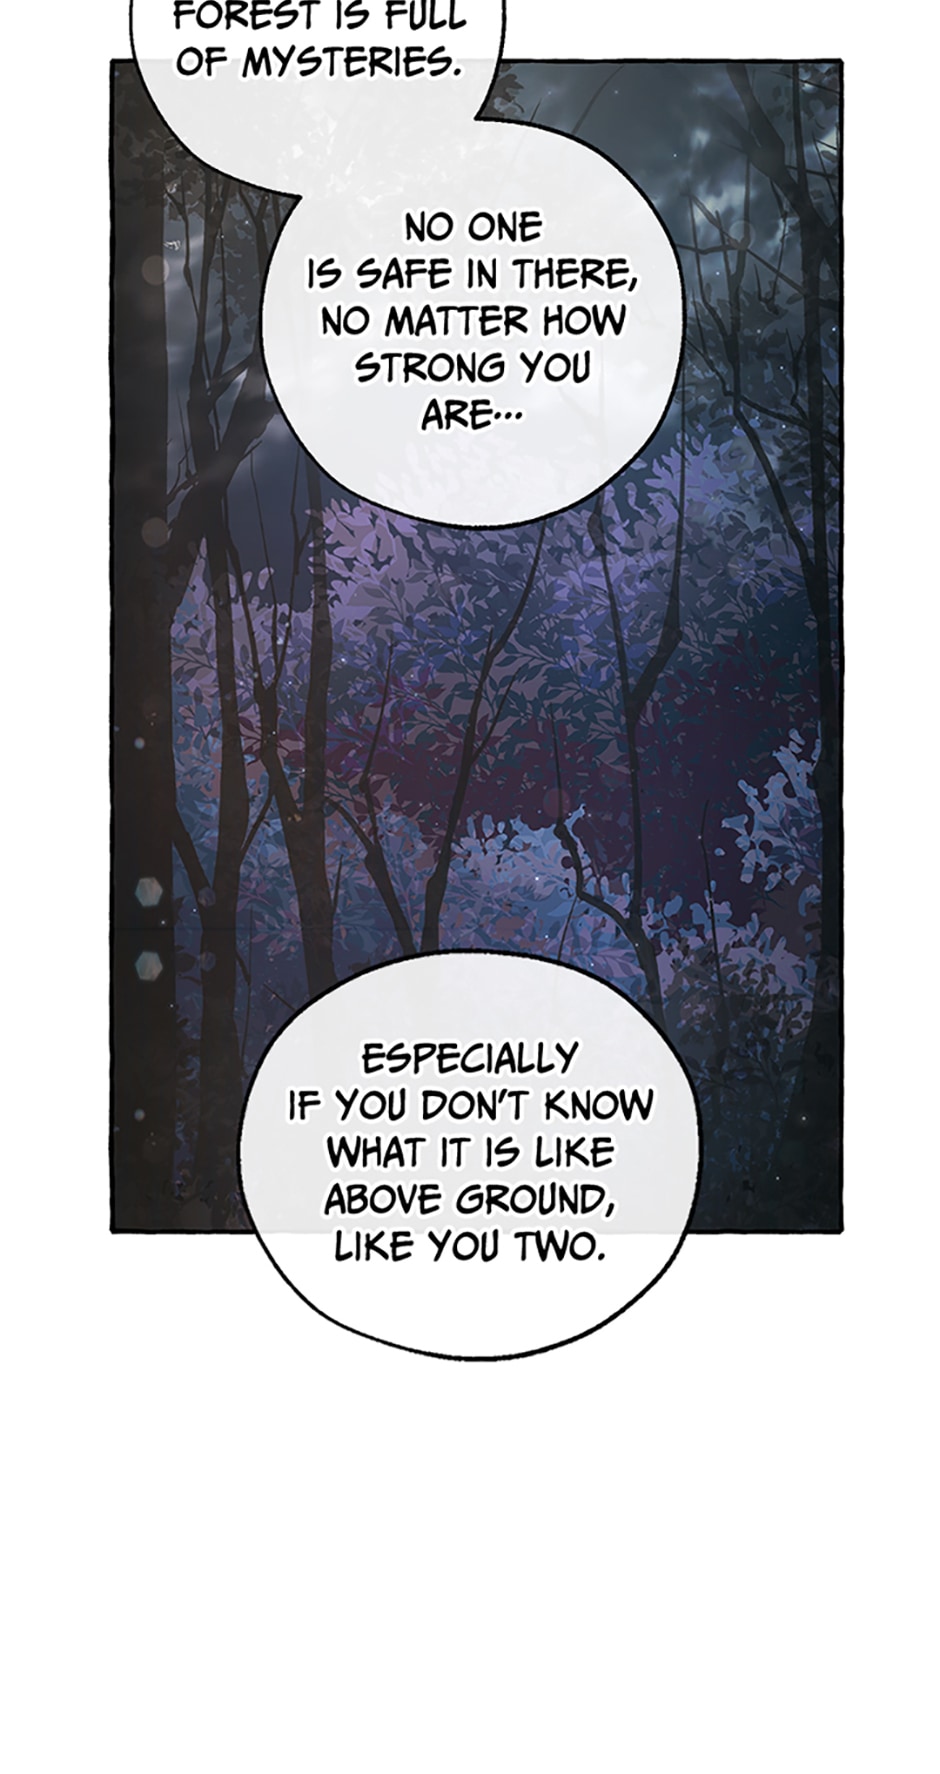 FOREST IS FULL
OF MYSTERIES.
NO ONE
IS SAFE IN THERE,
NO MATTER HOW
STRONG YOU
ARE...
ESPECIALLY
IF YOU DON'T KNOW
WHAT IT IS LIKE
ABOVE GROUND,
LIKE YOU TWO.